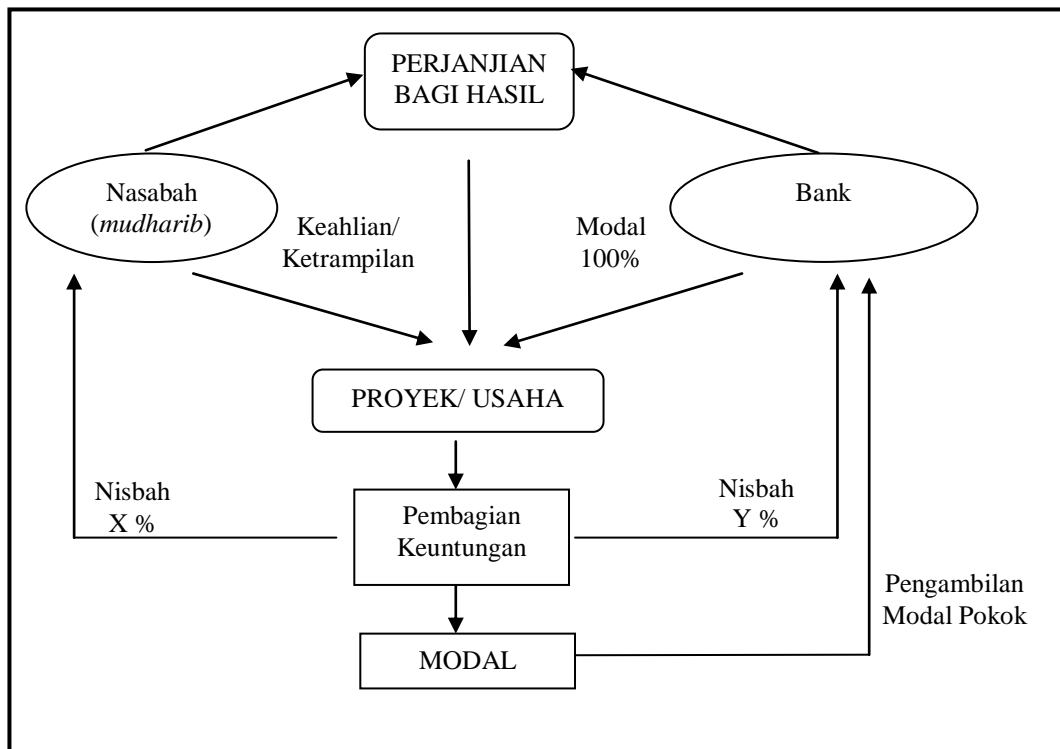 PERJANJIAN
BAGI HASIL
Nasabah
(mudharib)
Bank
Keahlian/
Ketrampilan
Modal
100%
PROYEK/ USAHA
Nisbah
X %
Pembagian
Keuntungan
Nisbah
Y %
Pengambilan
Modal Pokok
MODAL